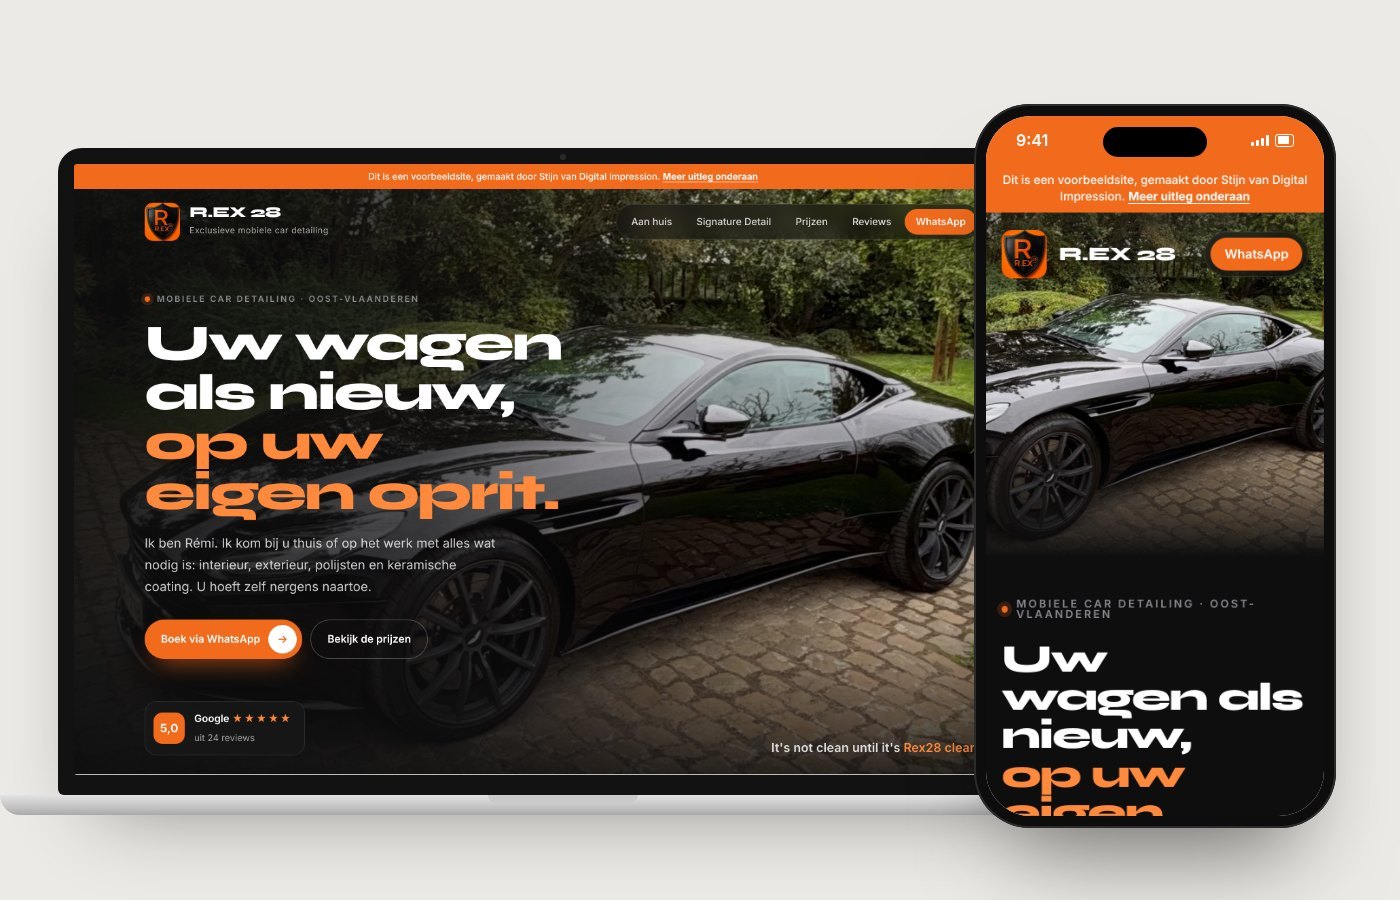 Dit is een voorbeeldsite, gemaakt door Stijn van Digital Impression. Meer uitleg onderaan
R
R.EX
R.EX 28
Exclusieve mobiele car detailing
Aan huis
Signature Detail
Prijzen
Reviews
WhatsApp
MOBIELE CAR DETAILING · OOST-VLAANDEREN
Uw wagen
als nieuw,
op uw
eigen oprit.
Ik ben Rémi. Ik kom bij u thuis of op het werk met alles wat
nodig is: interieur, exterieur, polijsten en keramische
coating. U hoeft zelf nergens naartoe.
Boek via WhatsApp →
Bekijk de prijzen
5,0
Google ★★★★★
uit 24 reviews
It's not clean until it's Rex28 clean
9:41
Dit is een voorbeeldsite, gemaakt door Stijn van Digital
Impression. Meer uitleg onderaan
R
R.EX
R.EX 28
WhatsApp
MOBIELE CAR DETAILING · OOST-
VLAANDEREN
Uw
wagen als
nieuw,
op uw
eigen